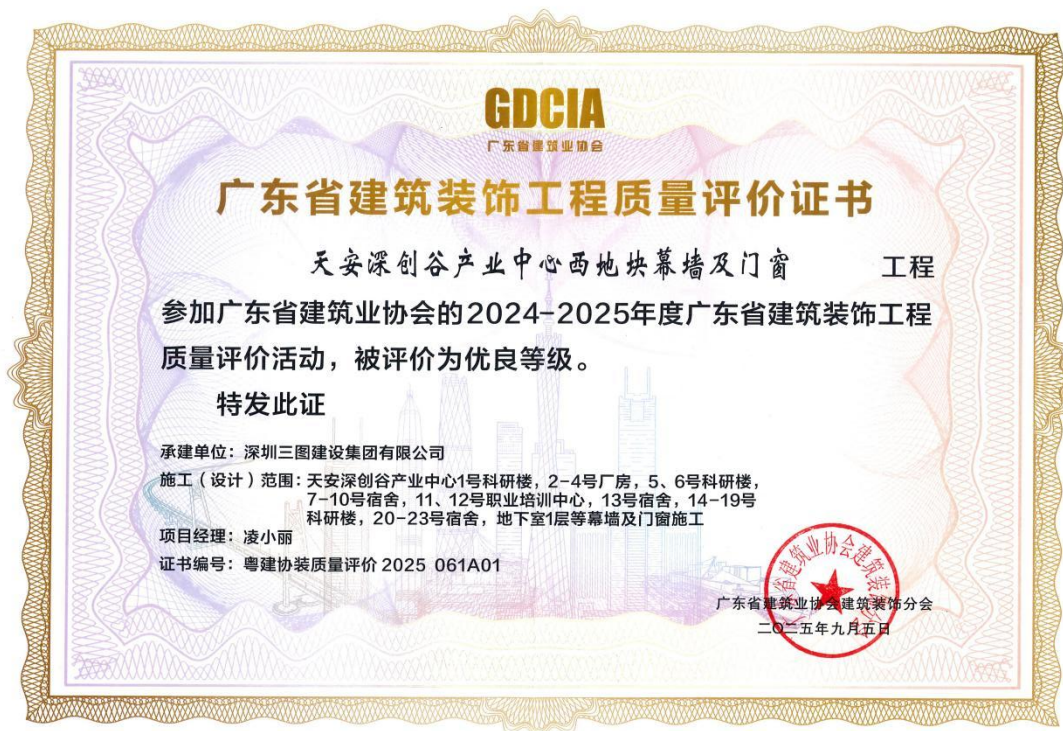 GDCIA
广东省建筑业协会
广东省建筑装饰工程质量评价证书
天安深创谷产业中心西地块幕墙及门窗 工程
参加广东省建筑业协会的2024-2025年度广东省建筑装饰工程
质量评价活动，被评价为优良等级。
特发此证
承建单位：深圳三图建设集团有限公司
施工（设计）范围：天安深创谷产业中心1号科研楼，2-4号厂房，5、6号科研楼，
7-10号宿舍，11、12号职业培训中心，13号宿舍，14-19号
科研楼，20-23号宿舍，地下室1层等幕墙及门窗施工
项目经理：凌小丽
证书编号：粤建协装质量评价 2025 061A01
广东省建筑业协会建筑装饰分会
二〇二五年九月五日